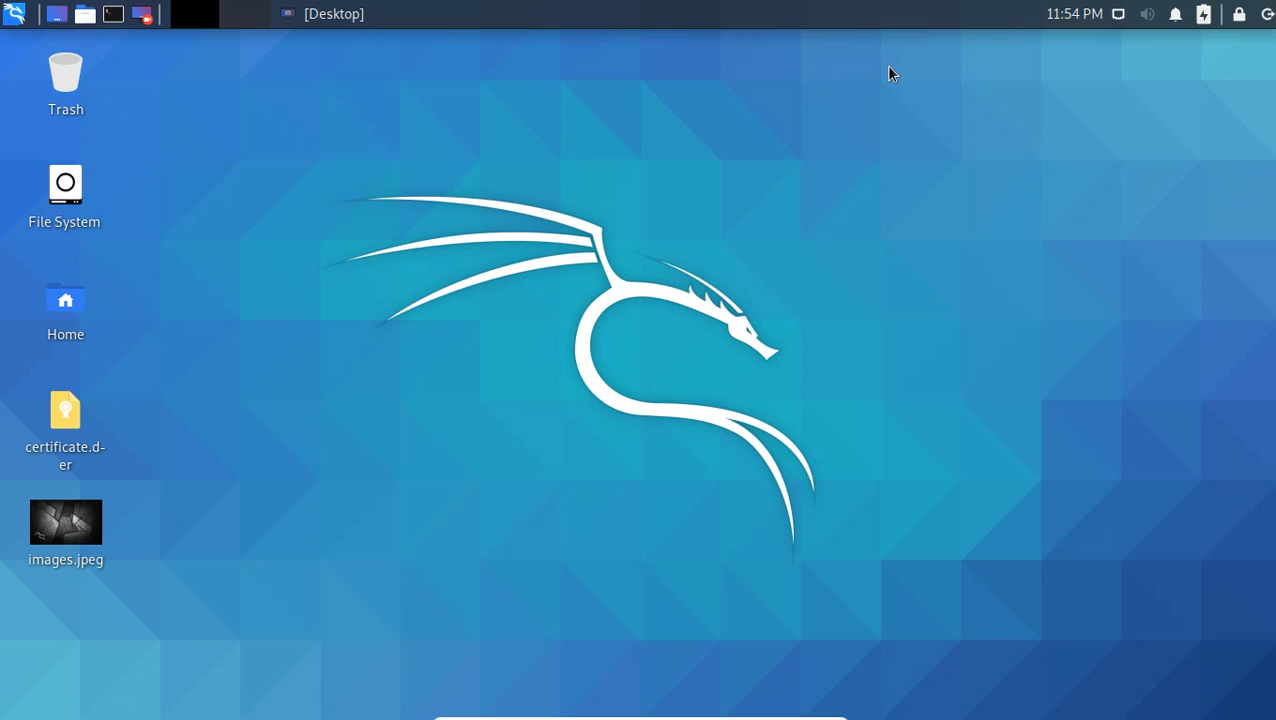 [Desktop]
11:54 PM
Trash
File System
Home
certificate.d-
er
images.jpeg